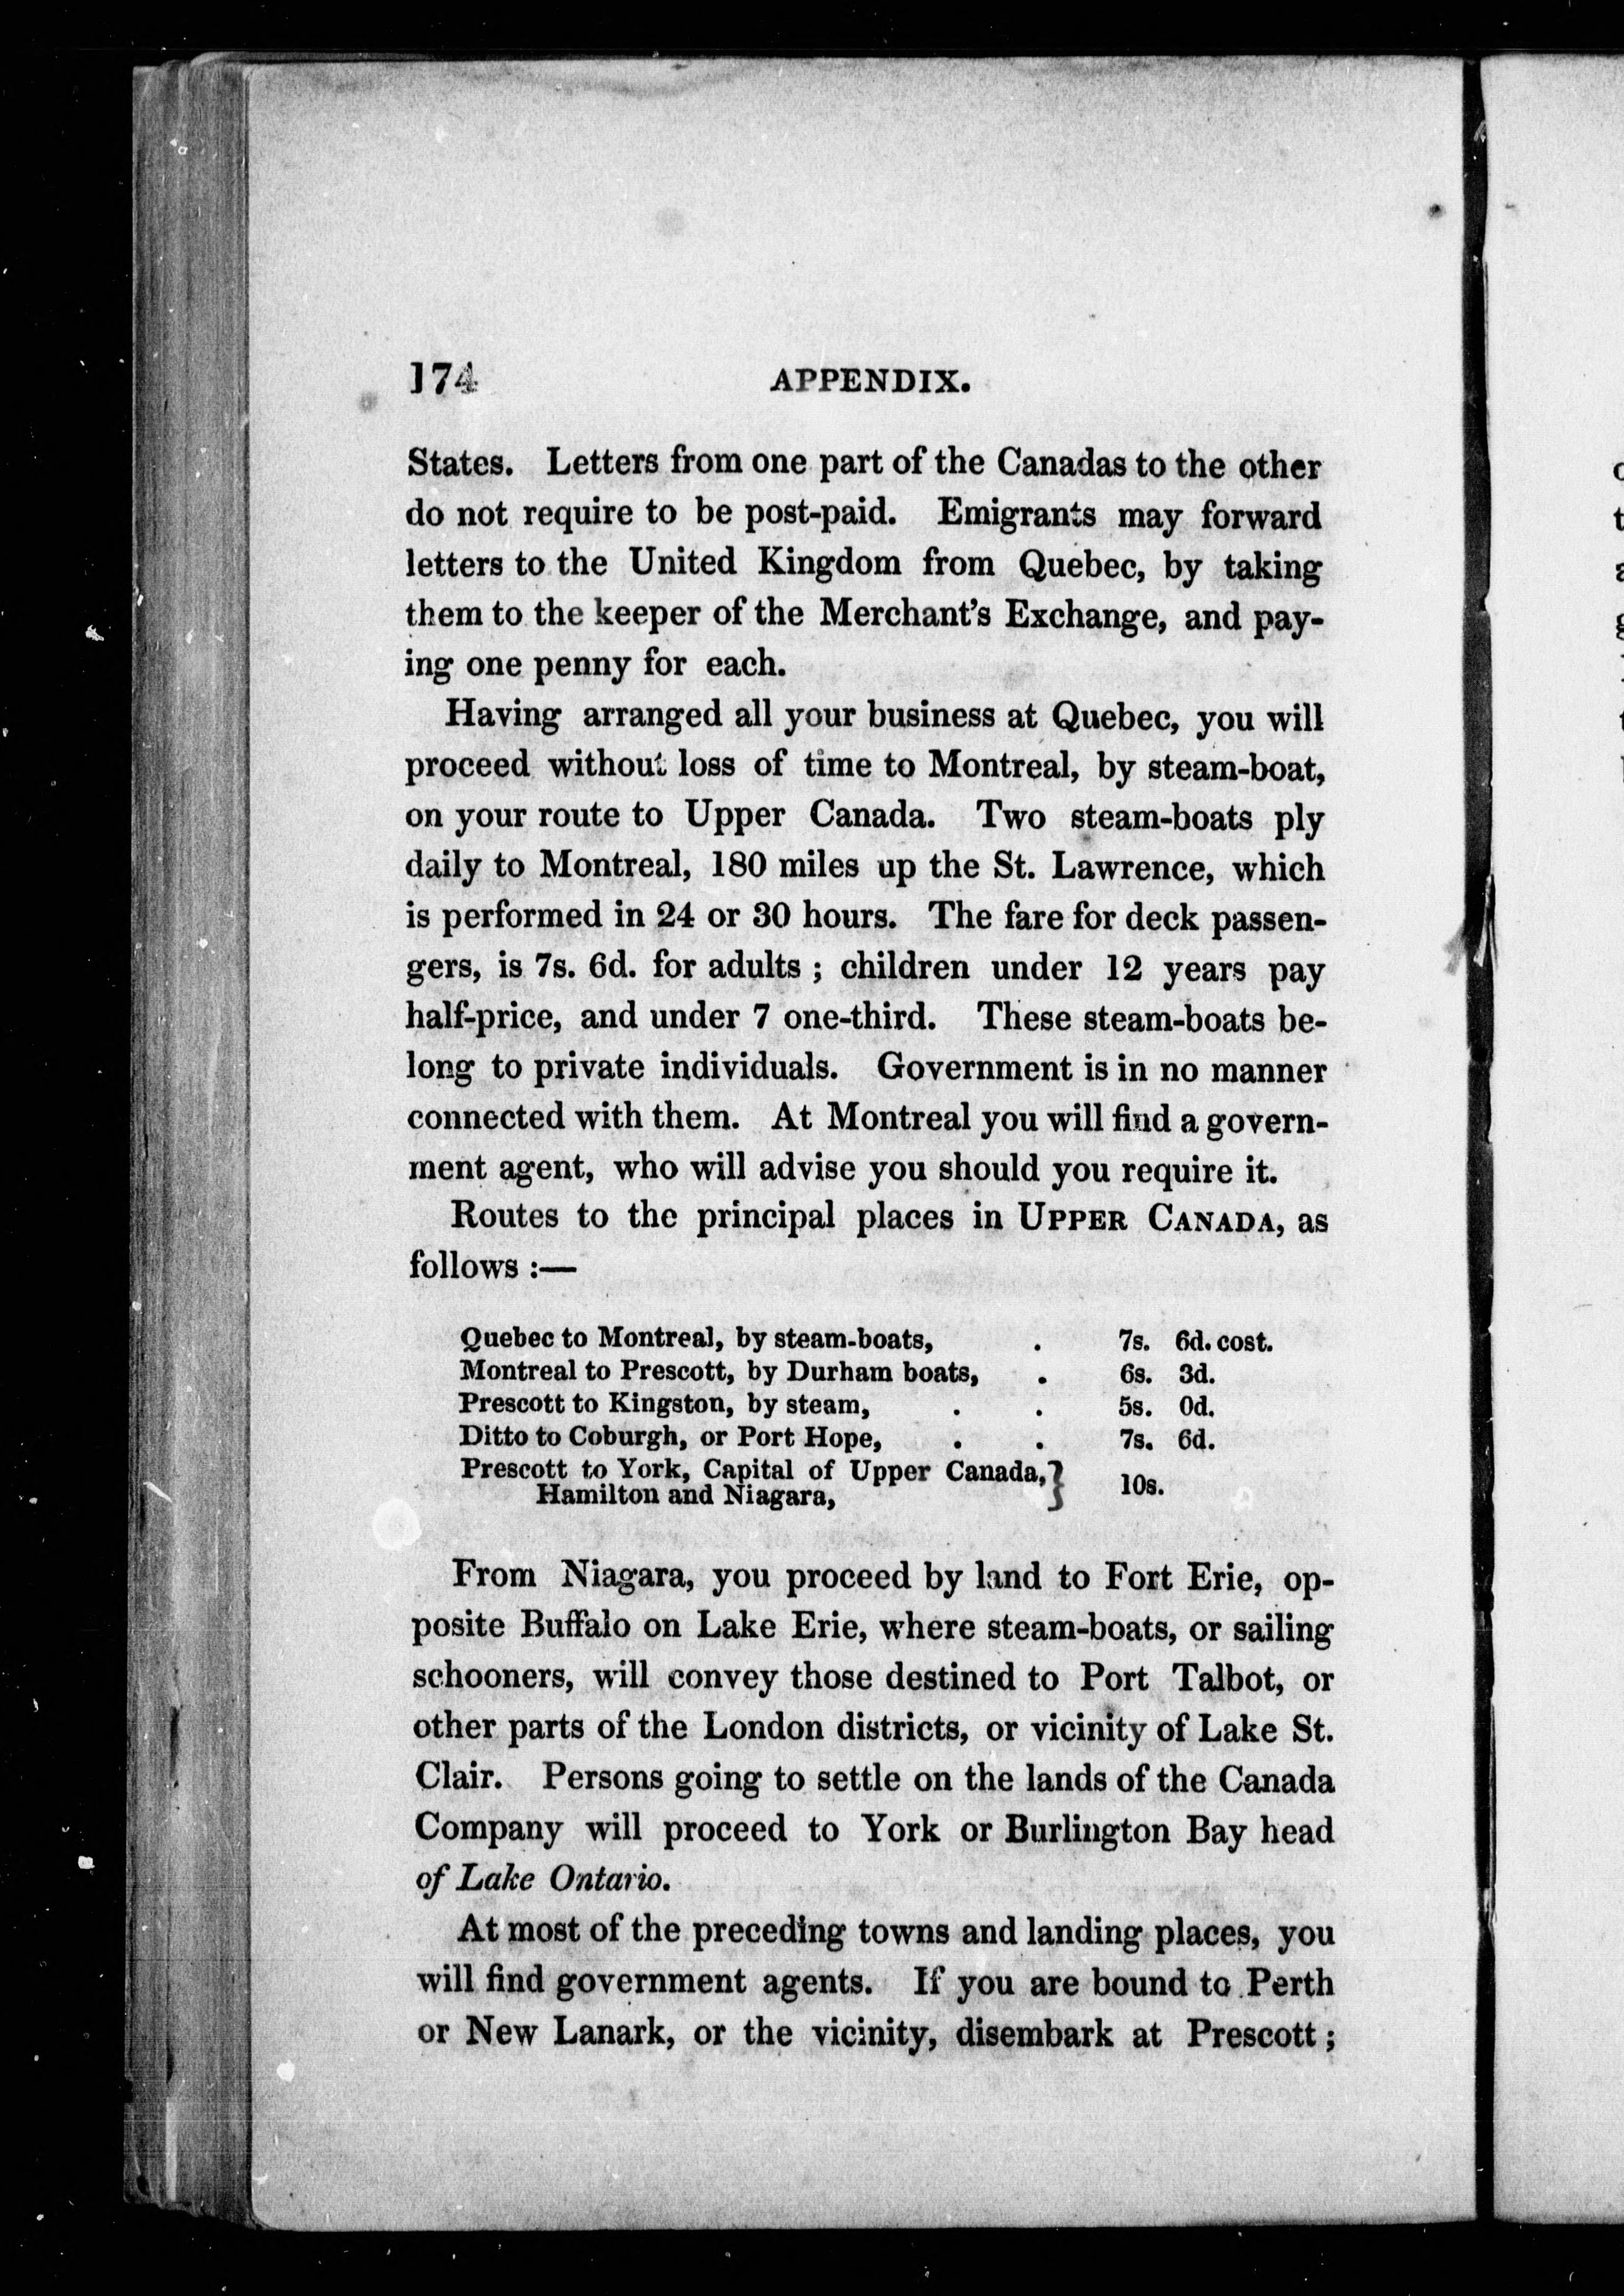 174 APPENDIX.
States. Letters from one part of the Canadas to the other
do not require to be post-paid. Emigrants may forward
letters to the United Kingdom from Quebec, by taking
them to the keeper of the Merchant's Exchange, and pay-
ing one penny for each.
Having arranged all your business at Quebec, you will
proceed without loss of time to Montreal, by steam-boat,
on your route to Upper Canada. Two steam-boats ply
daily to Montreal, 180 miles up the St. Lawrence, which
is performed in 24 or 30 hours. The fare for deck passen-
gers, is 7s. 6d. for adults ; children under 12 years pay
half-price, and under 7 one-third. These steam-boats be-
long to private individuals. Government is in no manner
connected with them. At Montreal you will find a govern-
ment agent, who will advise you should you require it.
Routes to the principal places in UPPER CANADA, as
follows :—
Quebec to Montreal, by steam-boats, . 7s. 6d. cost.
Montreal to Prescott, by Durham boats, . 6s. 3d.
Prescott to Kingston, by steam, . . 5s. 0d.
Ditto to Coburgh, or Port Hope, . . 7s. 6d.
Prescott to York, Capital of Upper Canada, } 10s.
Hamilton and Niagara,
From Niagara, you proceed by land to Fort Erie, op-
posite Buffalo on Lake Erie, where steam-boats, or sailing
schooners, will convey those destined to Port Talbot, or
other parts of the London districts, or vicinity of Lake St.
Clair. Persons going to settle on the lands of the Canada
Company will proceed to York or Burlington Bay head
of Lake Ontario.
At most of the preceding towns and landing places, you
will find government agents. If you are bound to Perth
or New Lanark, or the vicinity, disembark at Prescott ;